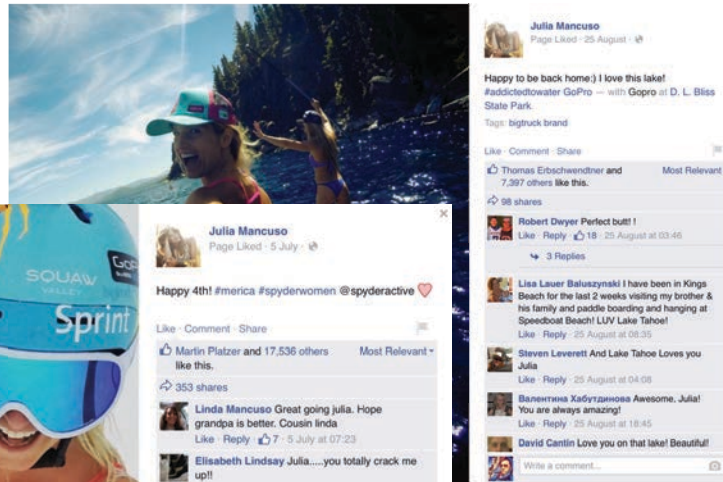 Julia Mancuso
Page Liked · 25 August ·
Happy to be back home:) I love this lake!
#addictedtowater GoPro — with Gopro at D. L. Bliss
State Park.
Tags: bigtruck brand
Like · Comment · Share
Thomas Erbschwendtner and
7,397 others like this.
Most Relevant
98 shares
Robert Dwyer Perfect butt! !
Like · Reply · 18 · 25 August at 03:46
3 Replies
Lisa Lauer Baluszynski I have been in Kings
Beach for the last 2 weeks visiting my brother &
his family and paddle boarding and hanging at
Speedboat Beach! LUV Lake Tahoe!
Like · Reply · 25 August at 08:35
Steven Leverett And Lake Tahoe Loves you
Julia
Like · Reply · 25 August at 04:08
Валентина Хабутдинова Awesome, Julia!
You are always amazing!
Like · Reply · 25 August at 18:45
David Cantin Love you on that lake! Beautiful!
Write a comment...
SQUAW
VALLEY
GoP
Sprint
Julia Mancuso
Page Liked · 5 July ·
Happy 4th! #merica #spyderwomen @spyderactive
Like · Comment · Share
Martin Platzer and 17,536 others
like this.
Most Relevant
353 shares
Linda Mancuso Great going julia. Hope
grandpa is better. Cousin linda
Like · Reply · 7 · 5 July at 07:23
Elisabeth Lindsay Julia.....you totally crack me
up!!